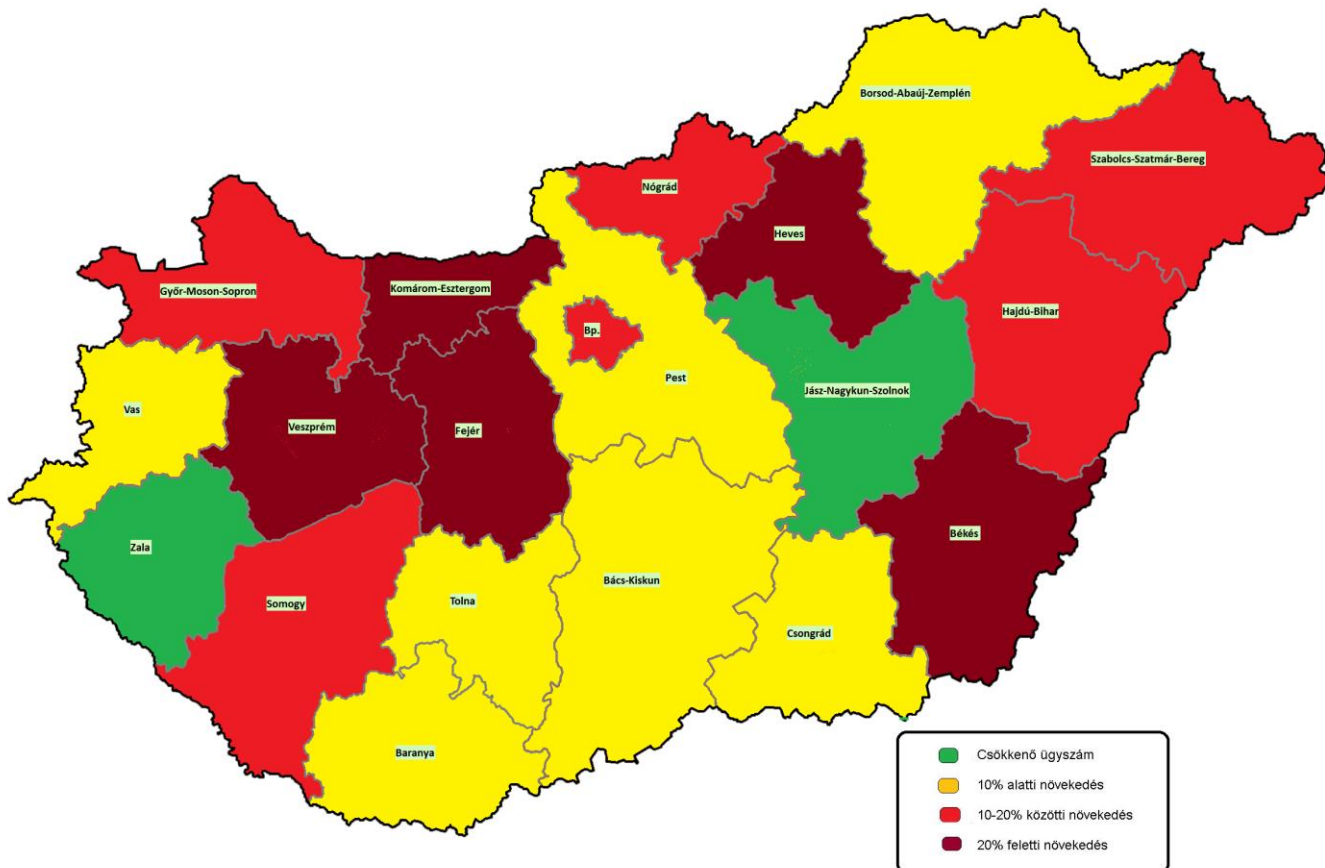 Borsod-Abaúj-Zemplén
Szabolcs-Szatmár-Bereg
Nógrád
Heves
Komárom-Esztergom
Győr-Moson-Sopron
Hajdú-Bihar
Bp.
Pest
Jász-Nagykun-Szolnok
Vas
Veszprém
Fejér
Békés
Zala
Bács-Kiskun
Tolna
Somogy
Csongrád
Baranya
Csökkenő ügyszám
10% alatti növekedés
10-20% közötti növekedés
20% feletti növekedés